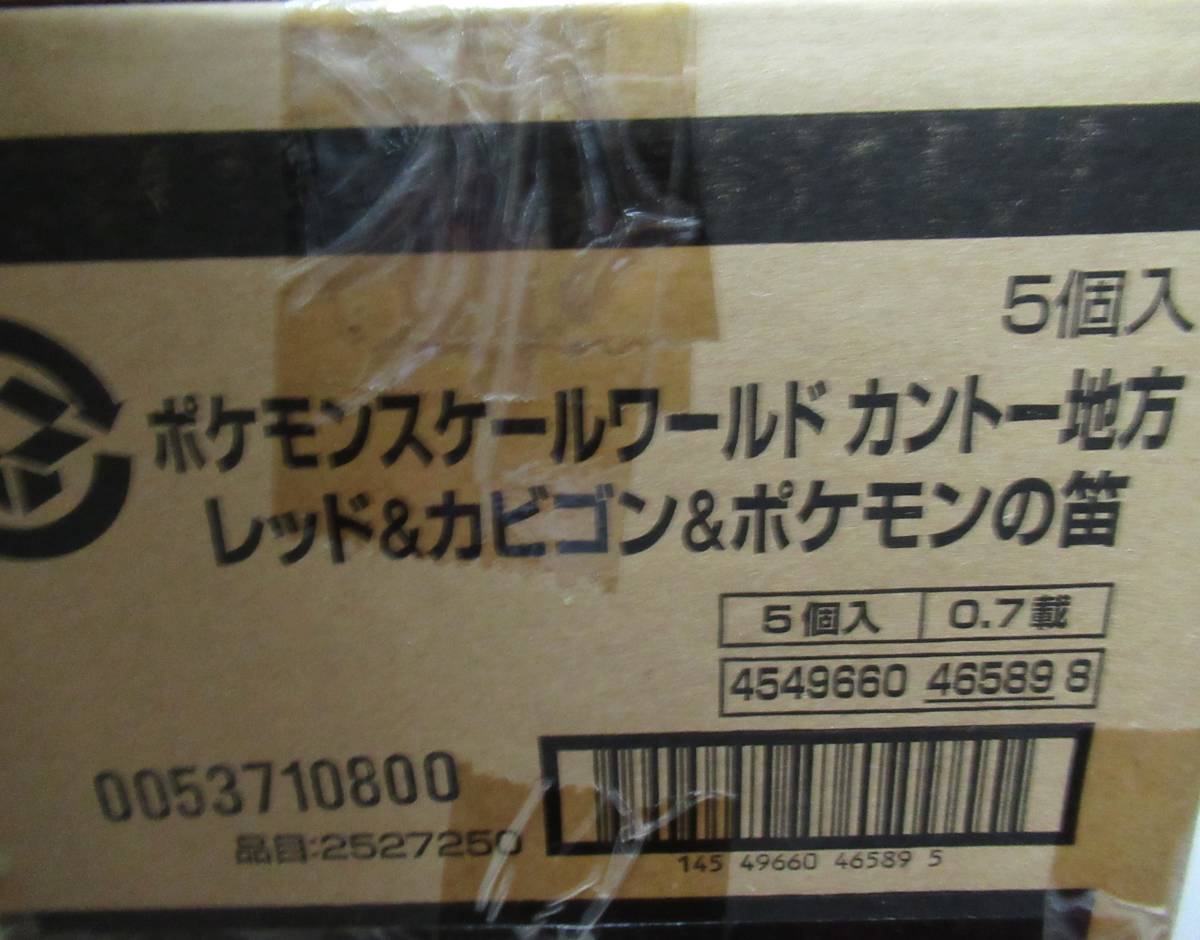 5個入
ポケモンスケールワールド カントー地方
レッド&カビゴン&ポケモンの笛
5個入 0.7載
4549660 46589 8
0053710800
品目:2527250
145 49660 46589 5